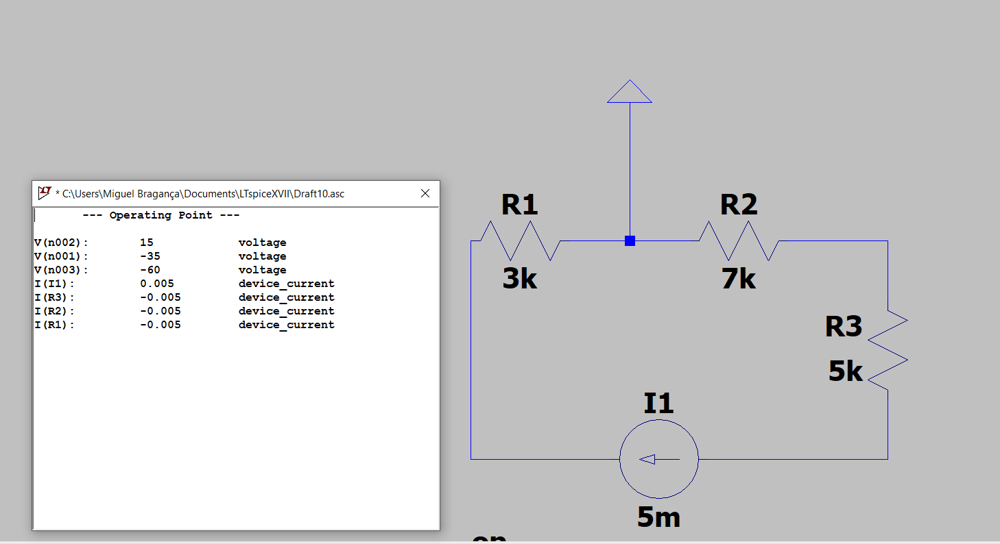 * C:\Users\Miguel Bragança\Documents\LTspiceXVII\Draft10.asc
--- Operating Point ---
V(n002): 15 voltage
V(n001): -35 voltage
V(n003): -60 voltage
I(I1): 0.005 device_current
I(R3): -0.005 device_current
I(R2): -0.005 device_current
I(R1): -0.005 device_current
R1
3k
R2
7k
R3
5k
I1
5m